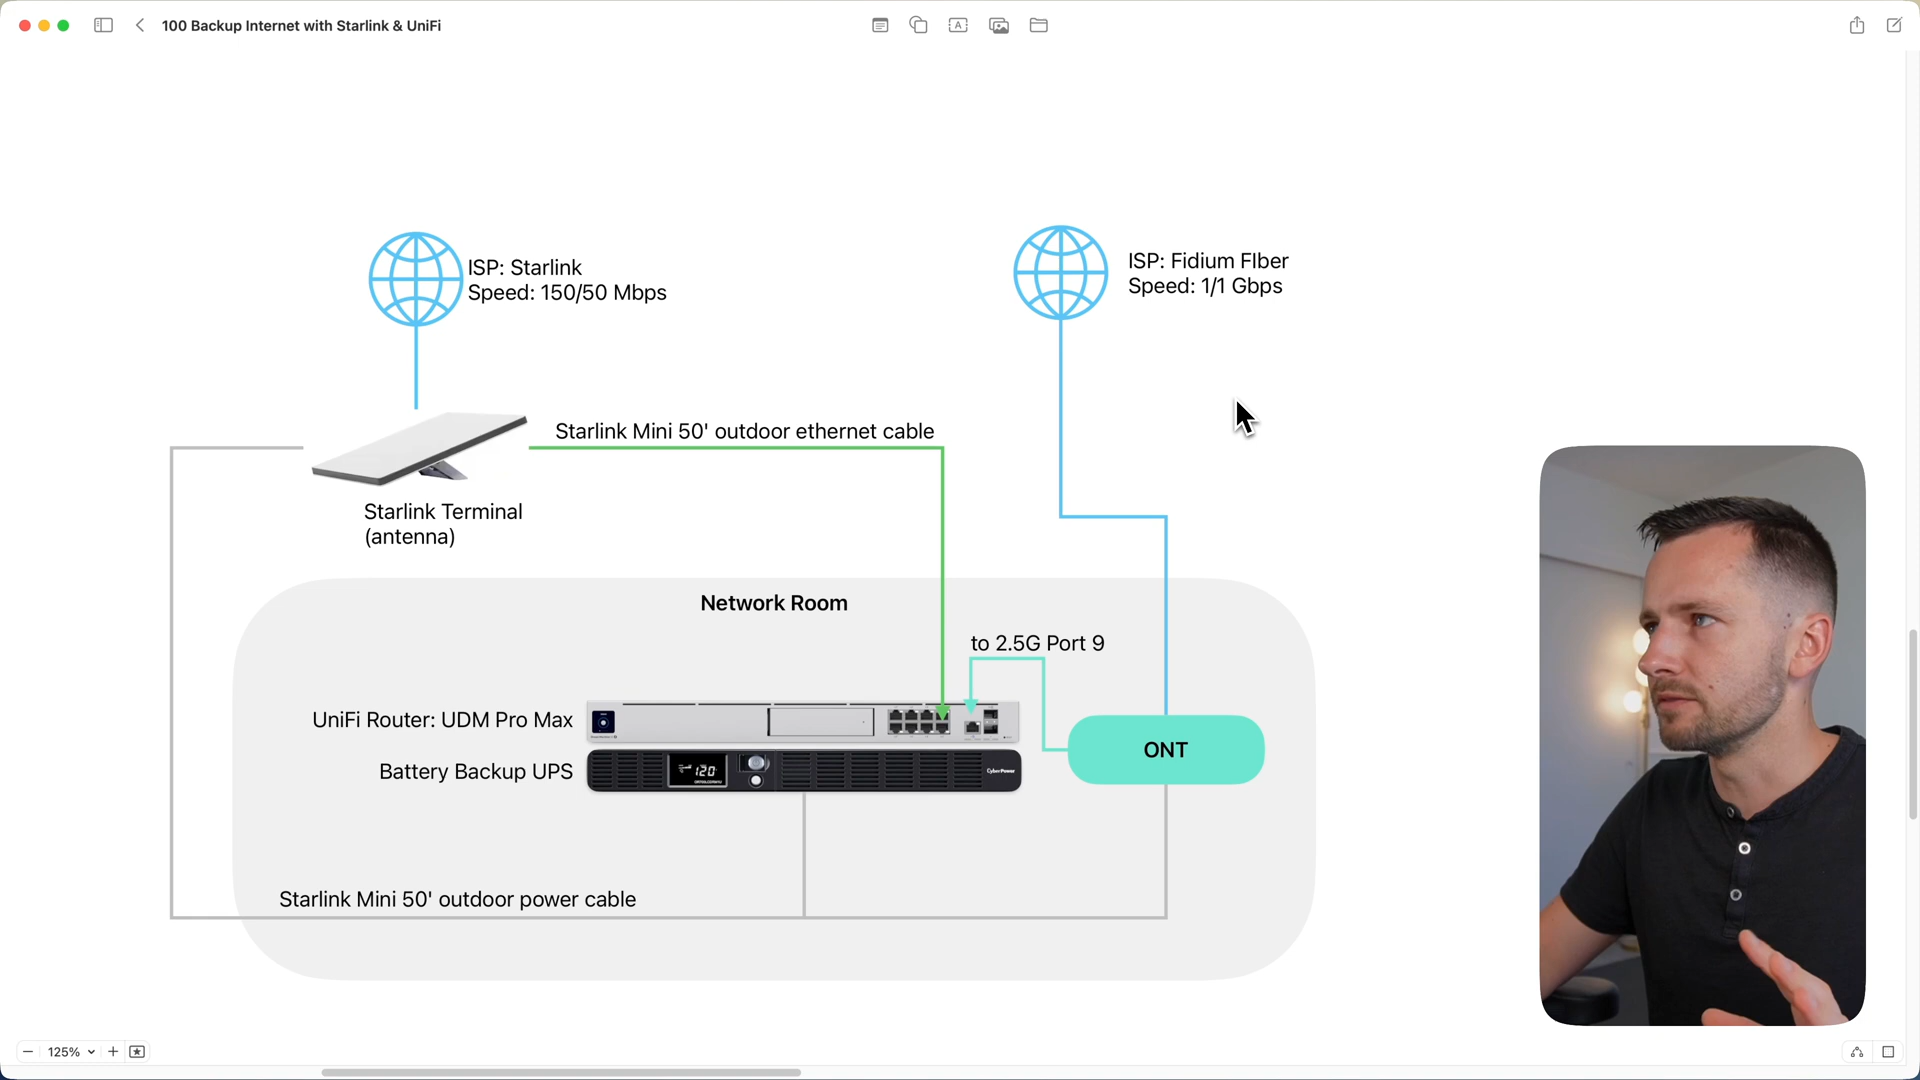 100 Backup Internet with Starlink & UniFi
ISP: Starlink
Speed: 150/50 Mbps
ISP: Fidium FIber
Speed: 1/1 Gbps
Starlink Mini 50' outdoor ethernet cable
Starlink Terminal
(antenna)
Network Room
to 2.5G Port 9
UniFi Router: UDM Pro Max
ONT
Battery Backup UPS
120
CyberPower
Starlink Mini 50' outdoor power cable
125%